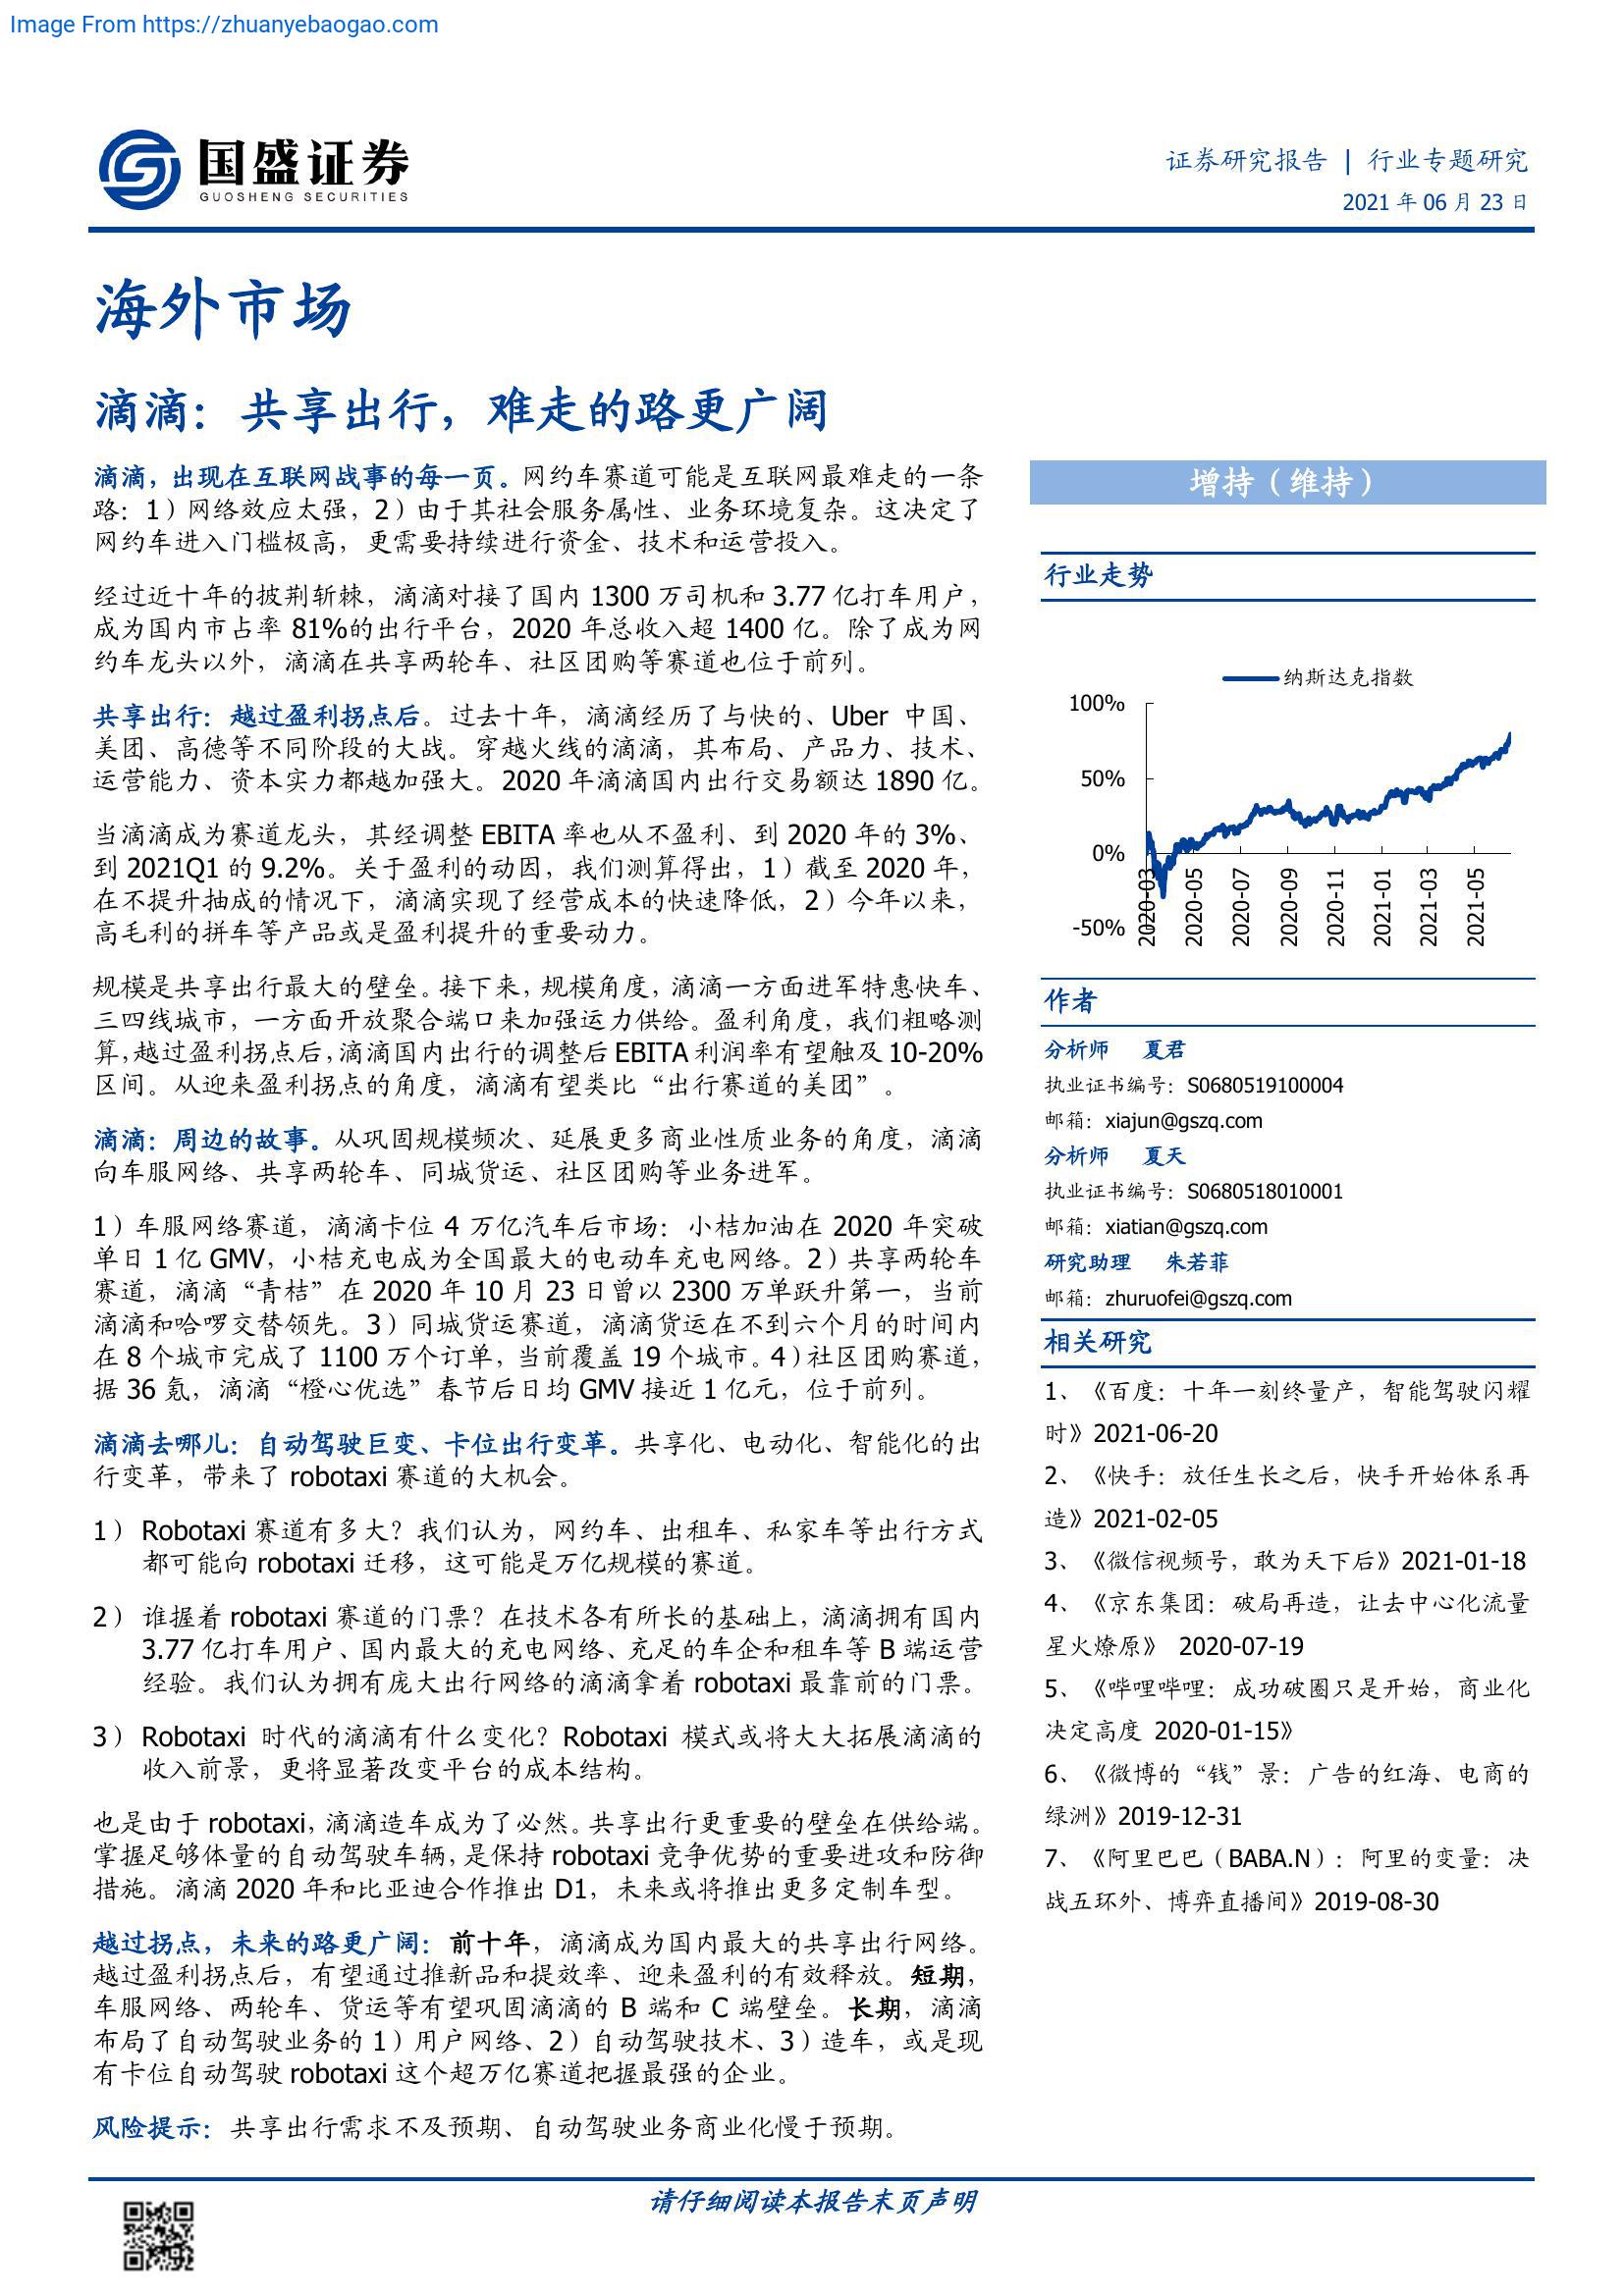 Image From https://zhuanyebaogao.com
国盛证券
GUOSHENG SECURITIES
证券研究报告 | 行业专题研究
2021 年 06 月 23 日
海外市场
滴滴：共享出行，难走的路更广阔
滴滴，出现在互联网战事的每一页。网约车赛道可能是互联网最难走的一条
路：1）网络效应太强，2）由于其社会服务属性、业务环境复杂。这决定了
网约车进入门槛极高，更需要持续进行资金、技术和运营投入。
经过近十年的披荆斩棘，滴滴对接了国内 1300 万司机和 3.77 亿打车用户，
成为国内市占率 81%的出行平台，2020 年总收入超 1400 亿。除了成为网
约车龙头以外，滴滴在共享两轮车、社区团购等赛道也位于前列。
共享出行：越过盈利拐点后。过去十年，滴滴经历了与快的、Uber 中国、
美团、高德等不同阶段的大战。穿越火线的滴滴，其布局、产品力、技术、
运营能力、资本实力都越加强大。2020 年滴滴国内出行交易额达 1890 亿。
当滴滴成为赛道龙头，其经调整 EBITA 率也从不盈利、到 2020 年的 3%、
到 2021Q1 的 9.2%。关于盈利的动因，我们测算得出，1）截至 2020 年，
在不提升抽成的情况下，滴滴实现了经营成本的快速降低，2）今年以来，
高毛利的拼车等产品或是盈利提升的重要动力。
规模是共享出行最大的壁垒。接下来，规模角度，滴滴一方面进军特惠快车、
三四线城市，一方面开放聚合端口来加强运力供给。盈利角度，我们粗略测
算，越过盈利拐点后，滴滴国内出行的调整后 EBITA 利润率有望触及 10-20%
区间。从迎来盈利拐点的角度，滴滴有望类比“出行赛道的美团”。
滴滴：周边的故事。从巩固规模频次、延展更多商业性质业务的角度，滴滴
向车服网络、共享两轮车、同城货运、社区团购等业务进军。
1）车服网络赛道，滴滴卡位 4 万亿汽车后市场：小桔加油在 2020 年突破
单日 1 亿 GMV，小桔充电成为全国最大的电动车充电网络。2）共享两轮车
赛道，滴滴“青桔”在 2020 年 10 月 23 日曾以 2300 万单跃升第一，当前
滴滴和哈啰交替领先。3）同城货运赛道，滴滴货运在不到六个月的时间内
在 8 个城市完成了 1100 万个订单，当前覆盖 19 个城市。4）社区团购赛道，
据 36 氪，滴滴“橙心优选”春节后日均 GMV 接近 1 亿元，位于前列。
滴滴去哪儿：自动驾驶巨变、卡位出行变革。共享化、电动化、智能化的出
行变革，带来了 robotaxi 赛道的大机会。
1） Robotaxi 赛道有多大？我们认为，网约车、出租车、私家车等出行方式
都可能向 robotaxi 迁移，这可能是万亿规模的赛道。
2） 谁握着 robotaxi 赛道的门票？在技术各有所长的基础上，滴滴拥有国内
3.77 亿打车用户、国内最大的充电网络、充足的车企和租车等 B 端运营
经验。我们认为拥有庞大出行网络的滴滴拿着 robotaxi 最靠前的门票。
3） Robotaxi 时代的滴滴有什么变化？Robotaxi 模式或将大大拓展滴滴的
收入前景，更将显著改变平台的成本结构。
也是由于 robotaxi，滴滴造车成为了必然。共享出行更重要的壁垒在供给端。
掌握足够体量的自动驾驶车辆，是保持 robotaxi 竞争优势的重要进攻和防御
措施。滴滴 2020 年和比亚迪合作推出 D1，未来或将推出更多定制车型。
越过拐点，未来的路更广阔：前十年，滴滴成为国内最大的共享出行网络。
越过盈利拐点后，有望通过推新品和提效率、迎来盈利的有效释放。短期，
车服网络、两轮车、货运等有望巩固滴滴的 B 端和 C 端壁垒。长期，滴滴
布局了自动驾驶业务的 1）用户网络、2）自动驾驶技术、3）造车，或是现
有卡位自动驾驶 robotaxi 这个超万亿赛道把握最强的企业。
风险提示：共享出行需求不及预期、自动驾驶业务商业化慢于预期。
增持（维持）
行业走势
纳斯达克指数
100%
50%
0%
-50%
2020-03
2020-05
2020-07
2020-09
2020-11
2021-01
2021-03
2021-05
作者
分析师 夏君
执业证书编号：S0680519100004
邮箱：xiajun@gszq.com
分析师 夏天
执业证书编号：S0680518010001
邮箱：xiatian@gszq.com
研究助理 朱若菲
邮箱：zhuruofei@gszq.com
相关研究
1、《百度：十年一刻终量产，智能驾驶闪耀
时》2021-06-20
2、《快手：放任生长之后，快手开始体系再
造》2021-02-05
3、《微信视频号，敢为天下后》2021-01-18
4、《京东集团：破局再造，让去中心化流量
星火燎原》 2020-07-19
5、《哔哩哔哩：成功破圈只是开始，商业化
决定高度 2020-01-15》
6、《微博的“钱”景：广告的红海、电商的
绿洲》2019-12-31
7、《阿里巴巴（BABA.N）：阿里的变量：决
战五环外、博弈直播间》2019-08-30
请仔细阅读本报告末页声明